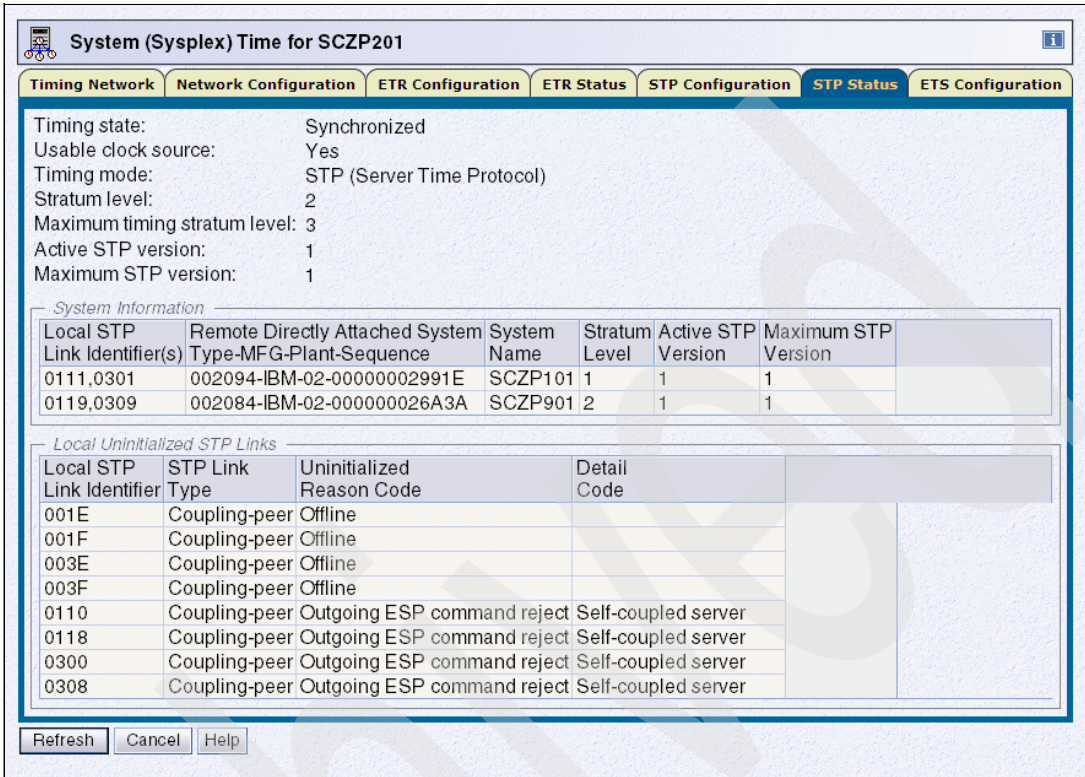 System (Sysplex) Time for SCZP201
i
Timing Network Network Configuration ETR Configuration ETR Status STP Configuration STP Status ETS Configuration
Timing state: Synchronized
Usable clock source: Yes
Timing mode: STP (Server Time Protocol)
Stratum level: 2
Maximum timing stratum level: 3
Active STP version: 1
Maximum STP version: 1
System Information
Local STP Remote Directly Attached System System Stratum Active STP Maximum STP
Link Identifier(s) Type-MFG-Plant-Sequence Name Level Version Version
0111,0301 002094-IBM-02-00000002991E SCZP101 1 1 1
0119,0309 002084-IBM-02-000000026A3A SCZP901 2 1 1
Local Uninitialized STP Links
Local STP STP Link Uninitialized Detail
Link Identifier Type Reason Code Code
001E Coupling-peer Offline
001F Coupling-peer Offline
003E Coupling-peer Offline
003F Coupling-peer Offline
0110 Coupling-peer Outgoing ESP command reject Self-coupled server
0118 Coupling-peer Outgoing ESP command reject Self-coupled server
0300 Coupling-peer Outgoing ESP command reject Self-coupled server
0308 Coupling-peer Outgoing ESP command reject Self-coupled server
Refresh Cancel Help